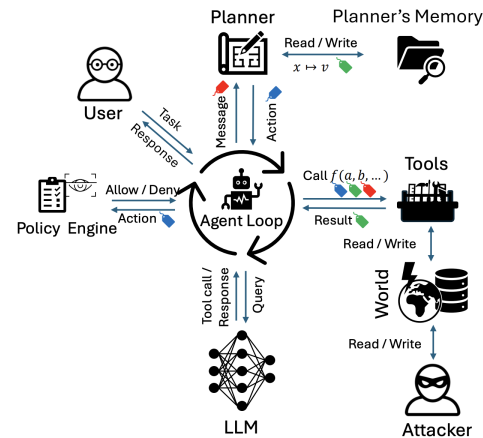 Planner
Planner's Memory
Read / Write
x ↦ v
User
Task
Response
Message
Action
Allow / Deny
Action
Policy Engine
Agent Loop
Call f(a, b, …)
Result
Tools
Read / Write
World
Tool call /
Response
Query
Read / Write
LLM
Attacker